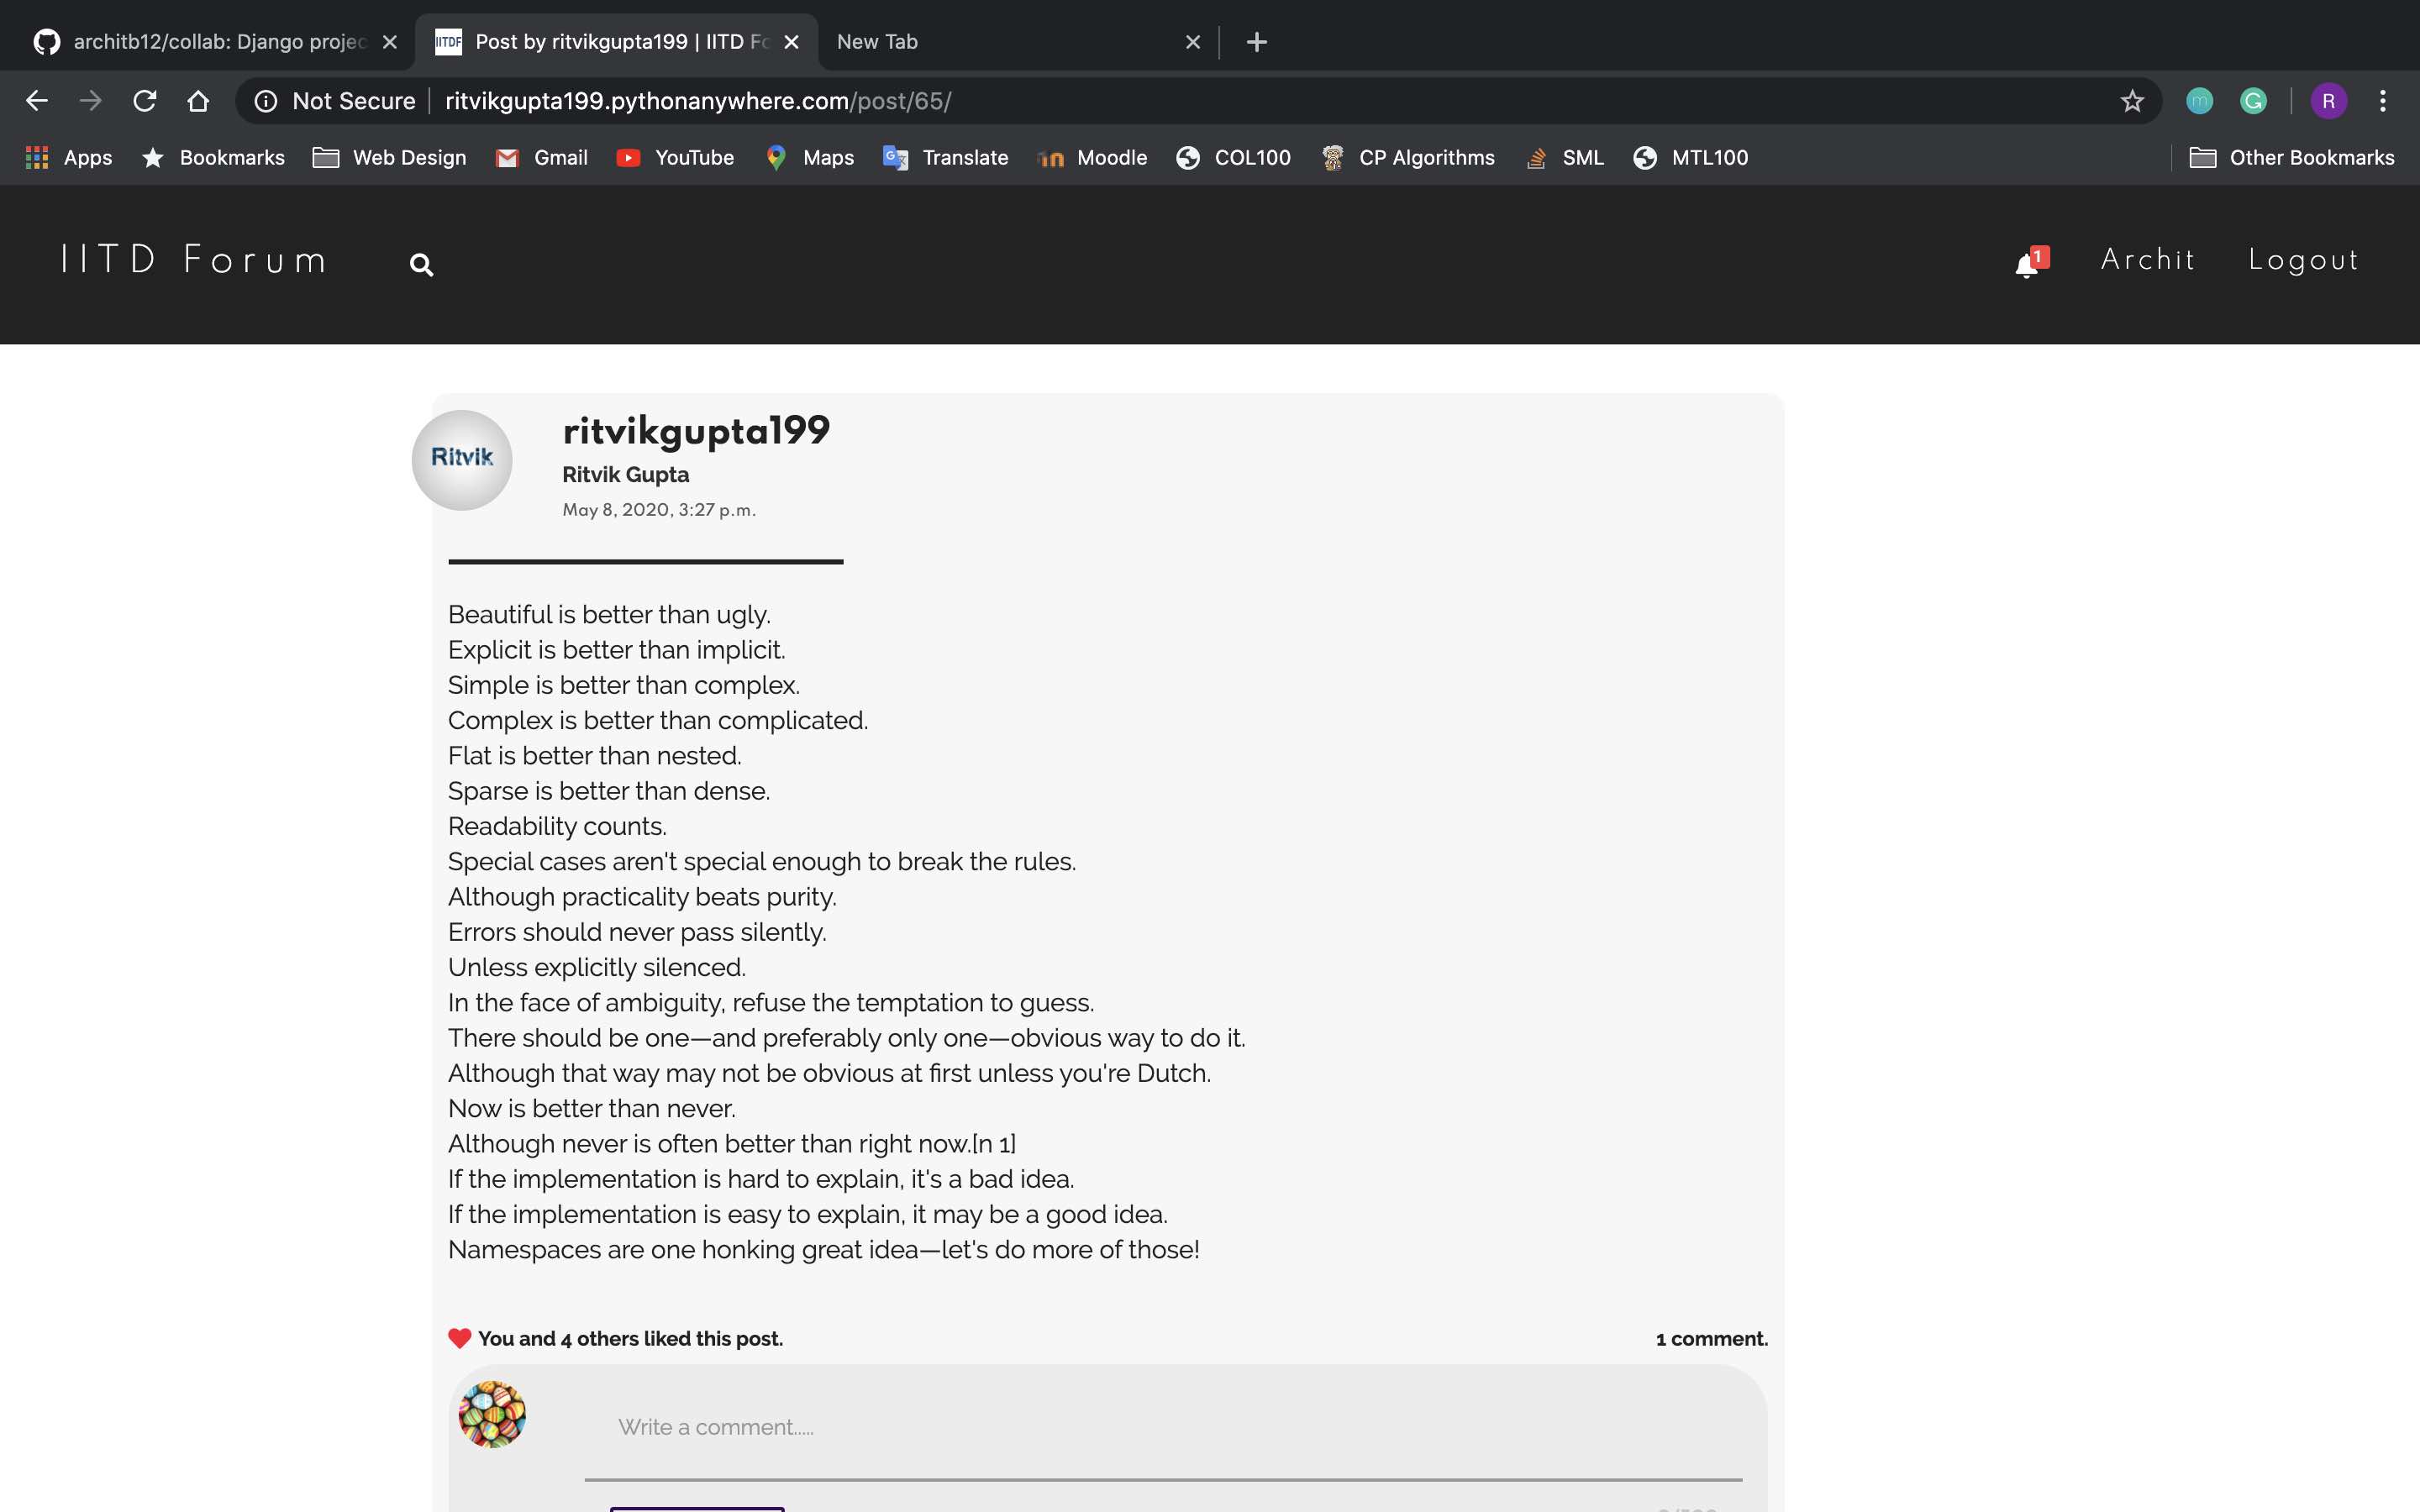 architb12/collab: Django projec
IITDF Post by ritvikgupta199 | IITD Fo
New Tab
Not Secure ritvikgupta199.pythonanywhere.com/post/65/
R
Apps Bookmarks Web Design Gmail YouTube Maps Translate Moodle COL100 CP Algorithms SML MTL100 Other Bookmarks
IITD Forum 1 Archit Logout
Ritvik
ritvikgupta199
Ritvik Gupta
May 8, 2020, 3:27 p.m.
Beautiful is better than ugly.
Explicit is better than implicit.
Simple is better than complex.
Complex is better than complicated.
Flat is better than nested.
Sparse is better than dense.
Readability counts.
Special cases aren't special enough to break the rules.
Although practicality beats purity.
Errors should never pass silently.
Unless explicitly silenced.
In the face of ambiguity, refuse the temptation to guess.
There should be one—and preferably only one—obvious way to do it.
Although that way may not be obvious at first unless you're Dutch.
Now is better than never.
Although never is often better than right now.[n 1]
If the implementation is hard to explain, it's a bad idea.
If the implementation is easy to explain, it may be a good idea.
Namespaces are one honking great idea—let's do more of those!
You and 4 others liked this post. 1 comment.
Write a comment.....